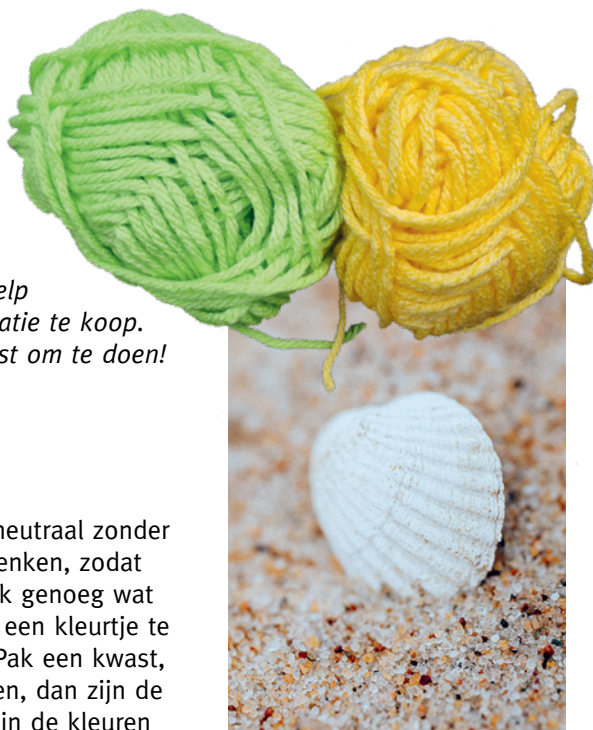 elp
atie te koop.
st om te doen!
neutraal zonder
enken, zodat
k genoeg wat
een kleurtje te
Pak een kwast,
en, dan zijn de
in de kleuren